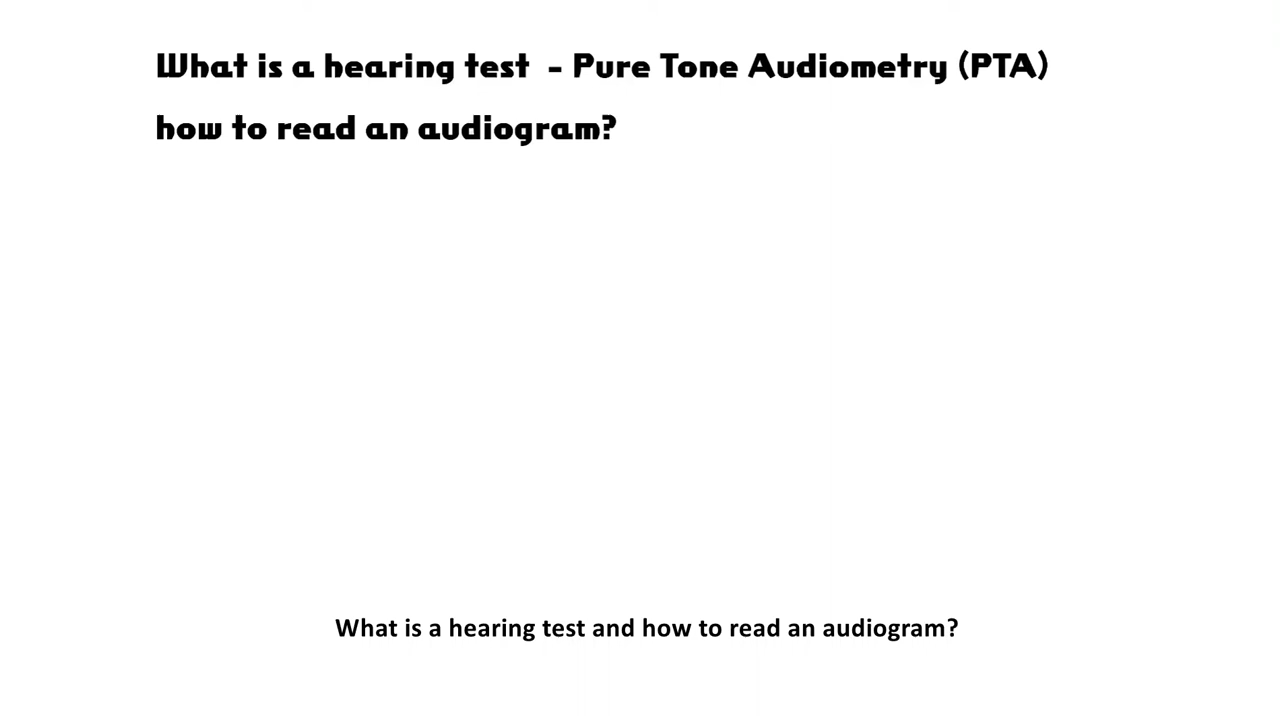 What is a hearing test - Pure Tone Audiometry (PTA)
how to read an audiogram?
What is a hearing test and how to read an audiogram?